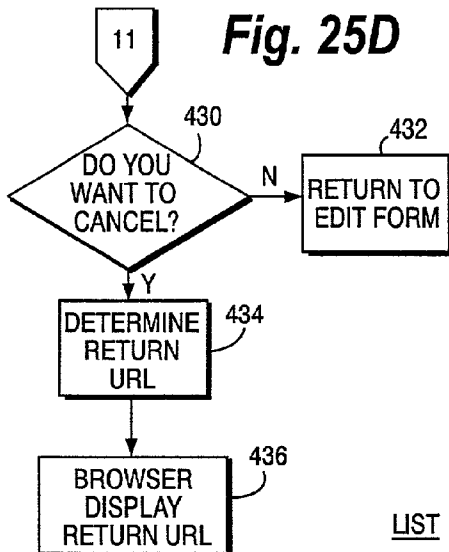 11
Fig. 25D
430
DO YOU
WANT TO
CANCEL?
N
432
RETURN TO
EDIT FORM
Y
DETERMINE
RETURN
URL
434
BROWSER
DISPLAY
RETURN URL
436
LIST